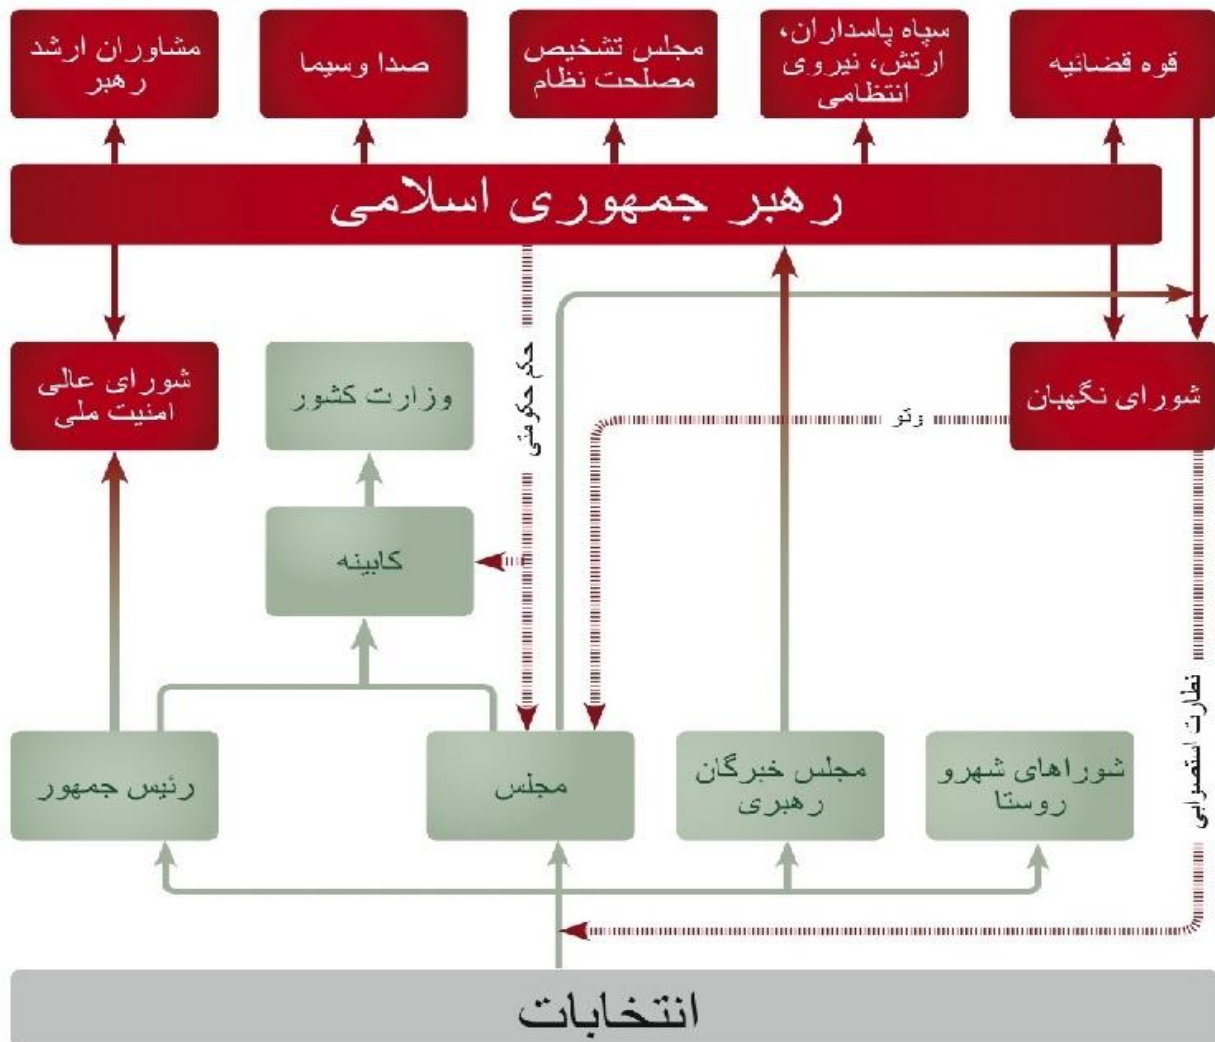 قوه قضائیه
سپاه پاسداران،
ارتش، نیروی
انتظامی
مجلس تشخیص
مصلحت نظام
صدا وسیما
مشاوران ارشد
رهبر
رهبر جمهوری اسلامی
شورای نگهبان
وزارت کشور
شورای عالی
امنیت ملی
حکم حکومتی
وتو
کابینه
نظارت استصوابی
شوراهای شهرو
روستا
مجلس خبرگان
رهبری
مجلس
رئیس جمهور
انتخابات